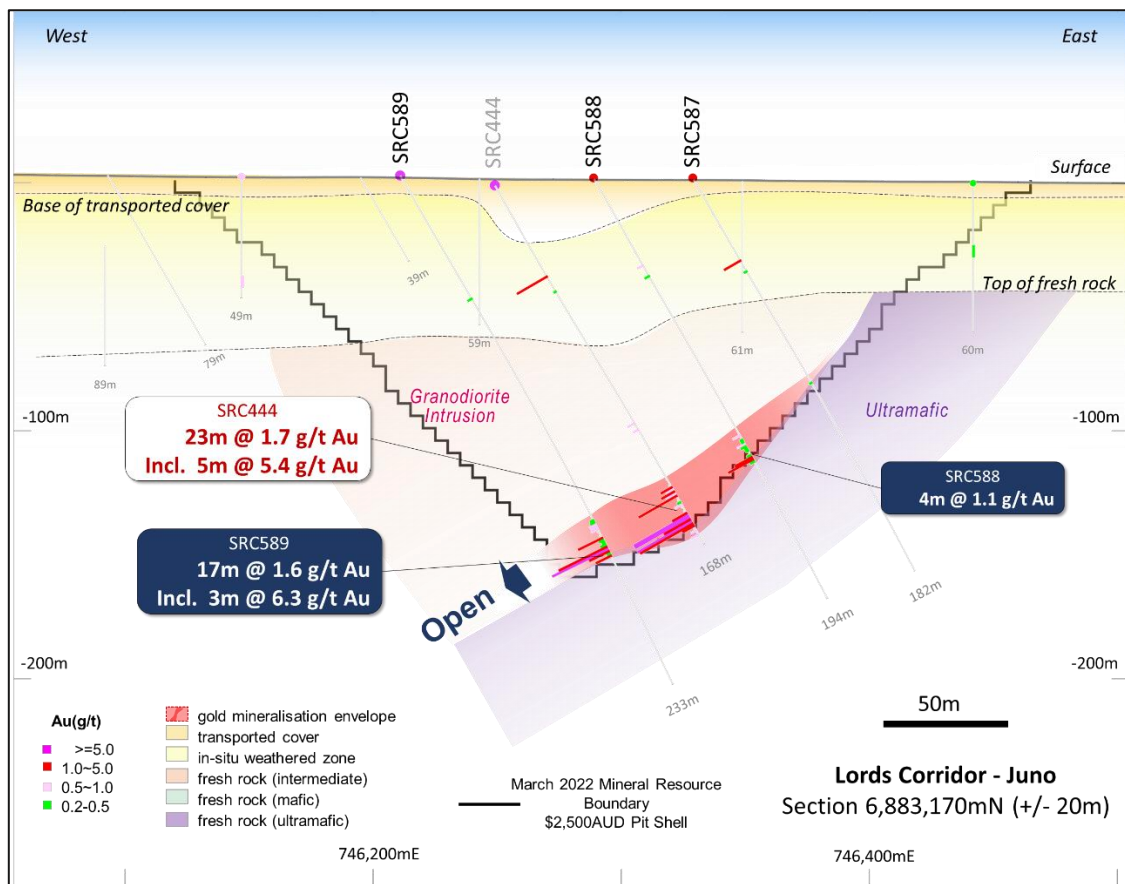 West
East
SRC589
SRC444
SRC588
SRC587
Surface
Base of transported cover
39m
49m
Top of fresh rock
59m
61m
60m
79m
89m
-100m
-100m
Granodiorite
Intrusion
Ultramafic
SRC444
23m @ 1.7 g/t Au
Incl. 5m @ 5.4 g/t Au
SRC588
4m @ 1.1 g/t Au
SRC589
17m @ 1.6 g/t Au
Incl. 3m @ 6.3 g/t Au
Open
168m
182m
194m
233m
-200m
-200m
Au(g/t)
>=5.0
1.0~5.0
0.5~1.0
0.2-0.5
gold mineralisation envelope
transported cover
in-situ weathered zone
fresh rock (intermediate)
fresh rock (mafic)
fresh rock (ultramafic)
March 2022 Mineral Resource
Boundary
$2,500AUD Pit Shell
50m
Lords Corridor - Juno
Section 6,883,170mN (+/- 20m)
746,200mE
746,400mE